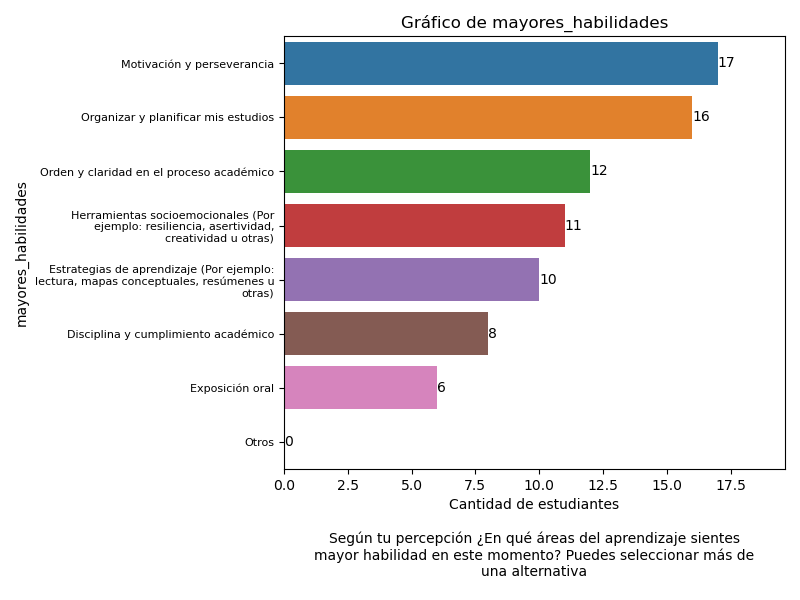 Gráfico de mayores_habilidades
mayores_habilidades
Motivación y perseverancia
17
Organizar y planificar mis estudios
16
Orden y claridad en el proceso académico
12
Herramientas socioemocionales (Por
ejemplo: resiliencia, asertividad,
creatividad u otras)
11
Estrategias de aprendizaje (Por ejemplo:
lectura, mapas conceptuales, resúmenes u
otras)
10
Disciplina y cumplimiento académico
8
Exposición oral
6
Otros
0
0.0 2.5 5.0 7.5 10.0 12.5 15.0 17.5
Cantidad de estudiantes
Según tu percepción ¿En qué áreas del aprendizaje sientes
mayor habilidad en este momento? Puedes seleccionar más de
una alternativa